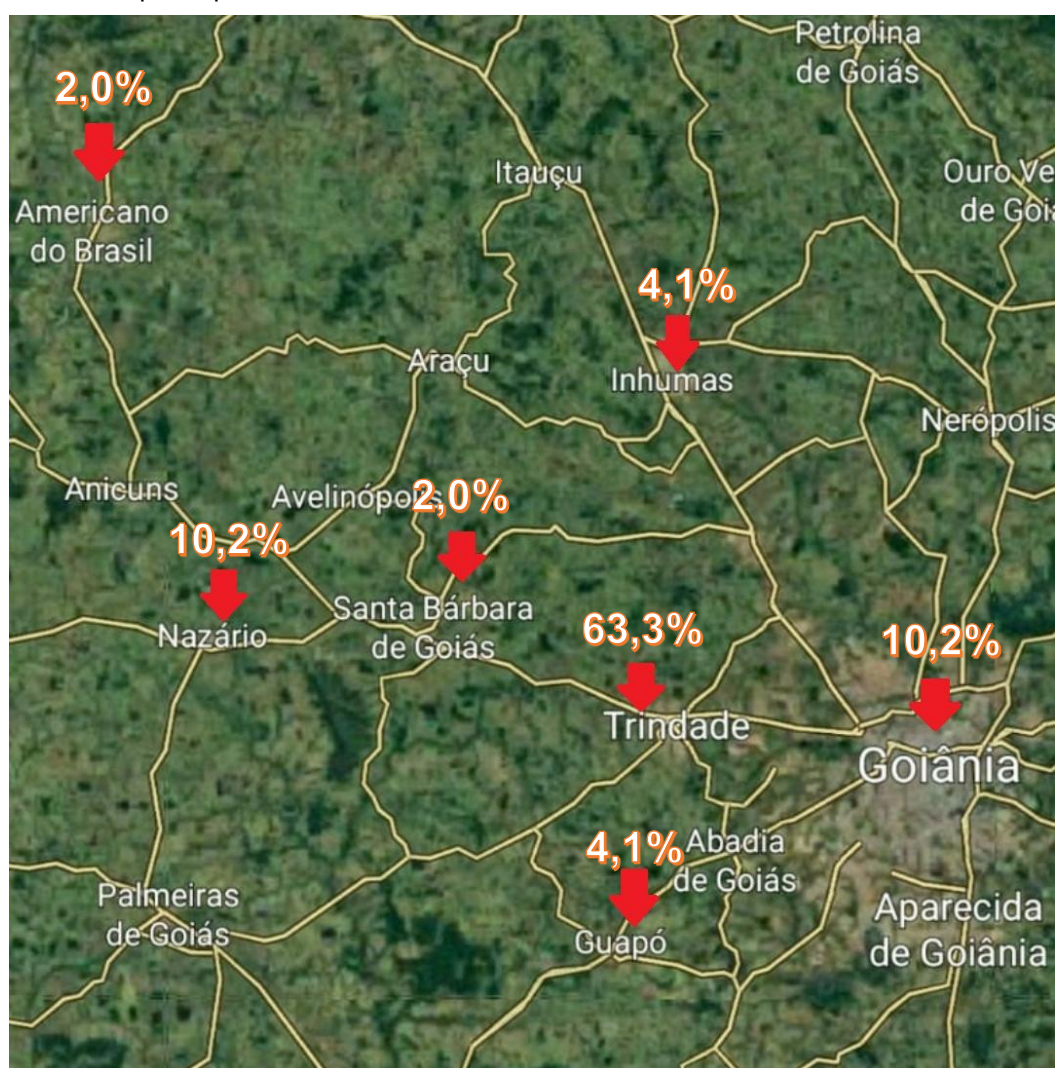 Petrolina
de Goiás
2,0%
Itauçu
Ouro Ve
de Goi
Americano
do Brasil
4,1%
Araçu
Inhumas
Nerópolis
Anicuns
Avelinópolis
2,0%
10,2%
Santa Bárbara
de Goiás
Nazário
63,3%
10,2%
Trindade
Goiânia
4,1%
Abadia
de Goiás
Palmeiras
de Goiás
Guapó
Aparecida
de Goiânia